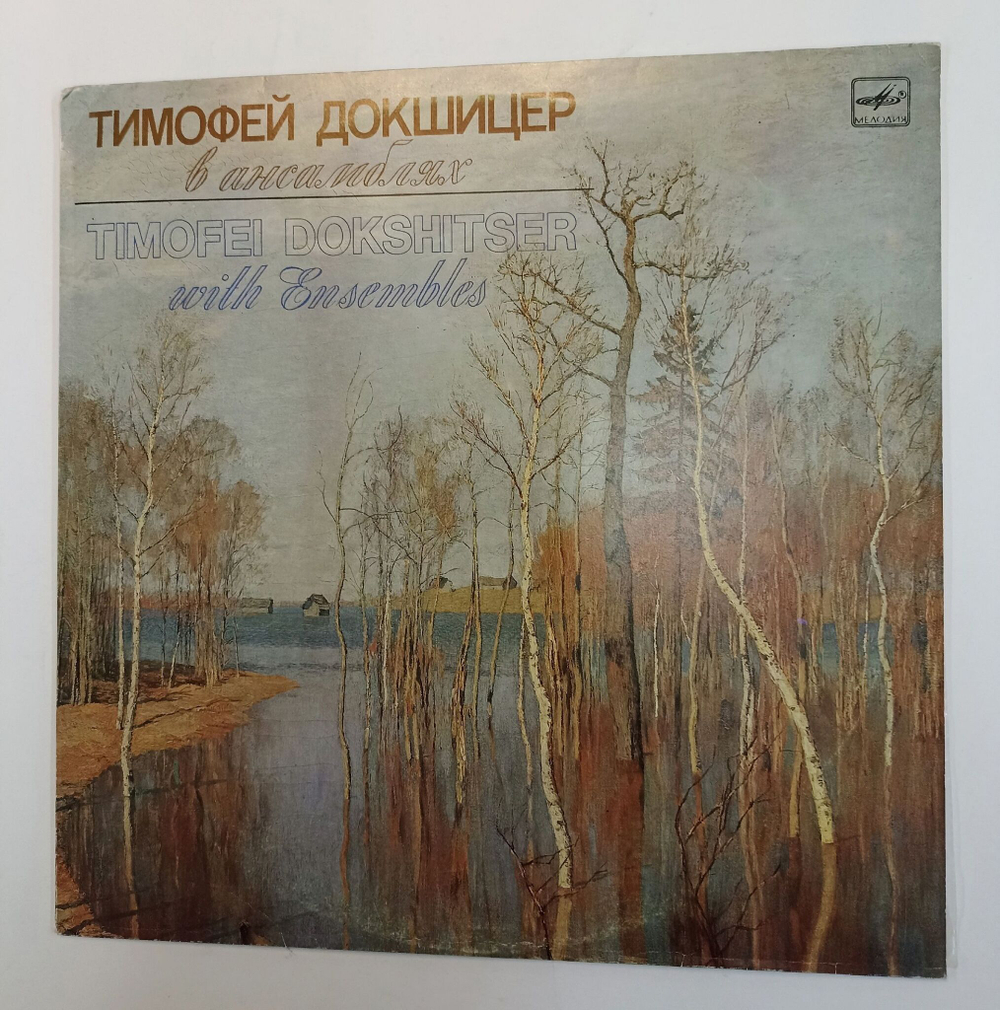 ТИМОФЕЙ ДОКШИЦЕР
в ансамблях
TIMOFEI DOKSHITSER
with Ensembles
МЕЛОДИЯ